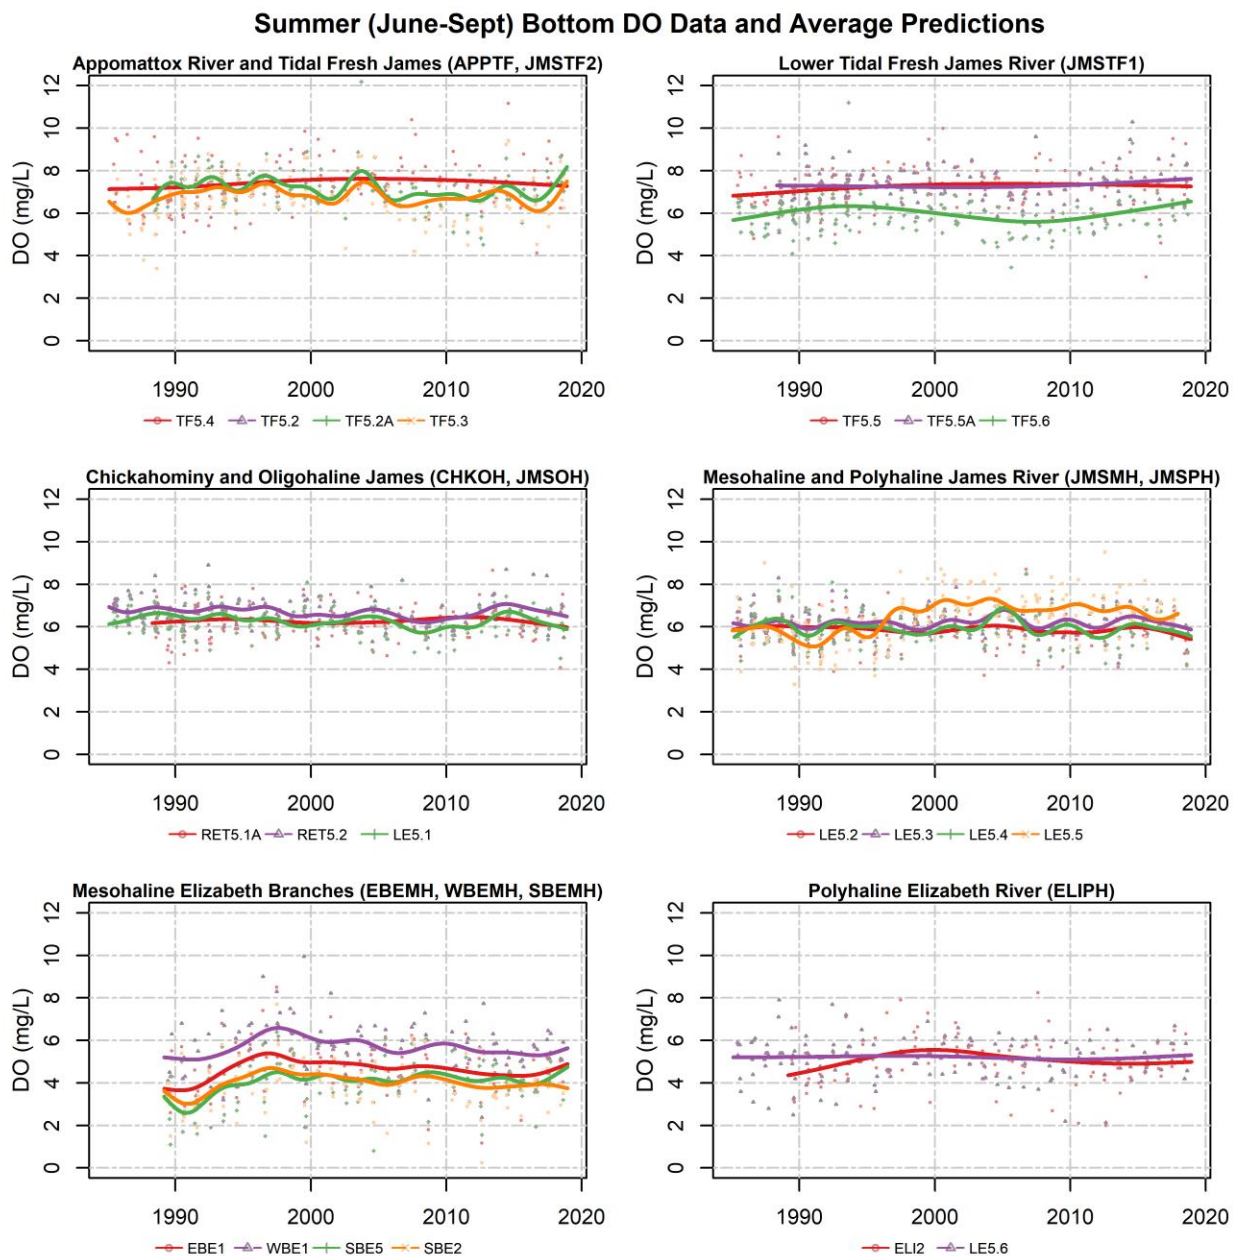 Summer (June-Sept) Bottom DO Data and Average Predictions
Appomattox River and Tidal Fresh James (APPTF, JMSTF2)
DO (mg/L)
12
10
8
6
4
2
0
1990 2000 2010 2020
TF5.4 TF5.2 TF5.2A TF5.3
Lower Tidal Fresh James River (JMSTF1)
DO (mg/L)
12
10
8
6
4
2
0
1990 2000 2010 2020
TF5.5 TF5.5A TF5.6
Chickahominy and Oligohaline James (CHKOH, JMSOH)
DO (mg/L)
12
10
8
6
4
2
0
1990 2000 2010 2020
RET5.1A RET5.2 LE5.1
Mesohaline and Polyhaline James River (JMSMH, JMSPH)
DO (mg/L)
12
10
8
6
4
2
0
1990 2000 2010 2020
LE5.2 LE5.3 LE5.4 LE5.5
Mesohaline Elizabeth Branches (EBEMH, WBEMH, SBEMH)
DO (mg/L)
12
10
8
6
4
2
0
1990 2000 2010 2020
EBE1 WBE1 SBE5 SBE2
Polyhaline Elizabeth River (ELIPH)
DO (mg/L)
12
10
8
6
4
2
0
1990 2000 2010 2020
ELI2 LE5.6